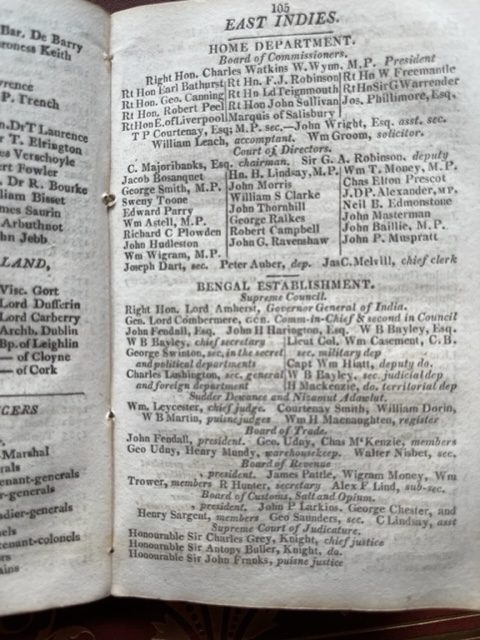 Bar. De Barry
aroness Keith
wrence
P. Trench
Dr T Laurence
r T. Elrington
es Verschoyle
ert Fowler
. Dr R. Bourke
liam Bisset
mes Saurin
Arbuthnot
hn Jebb
LAND,
Visc. Gort
Lord Dufferin
Lord Carberry
Archb. Dublin
Bp. of Leighlin
— of Cloyne
— of Cork
CERS
-Marshal
rals
enant-generals
r-generals
adier-generals
nels
tenant-colonels
rs
ains
105
EAST INDIES.
HOME DEPARTMENT.
Board of Commissioners.
Right Hon. Charles Watkins W. Wynn, M.P. President
Rt Hon Earl Bathurst
Rt Hon. Geo. Canning
Rt Hon. Robert Peel
Rt Hon E. of Liverpool
Rt Hn. F. J. Robinson
Rt Hn Ld Teignmouth
Rt Hon John Sullivan
Marquis of Salisbury
Rt Hn W Freemantle
Rt Hn Sir G Warrender
Jos. Phillimore, Esq.
T P Courtenay, Esq; M.P. sec.—John Wright, Esq. asst. sec.
William Leach, accomptant. Wm Groom, solicitor.
Court of Directors.
C. Majoribanks, Esq. chairman. Sir G. A. Robinson, deputy
Jacob Bosanquet
George Smith, M.P.
Sweny Toone
Edward Parry
Wm Astell, M.P.
Richard C Plowden
John Hudleston
Wm Wigram, M.P.
Hn. H. Lindsay, M.P.
John Morris
William S Clarke
John Thornhill
George Raikes
Robert Campbell
John G. Ravenshaw
Wm T. Money, M.P.
Chas Elton Prescot
J. DP. Alexander, MP.
Neil B. Edmonstone
John Masterman
John Baillie, M.P.
John P. Muspratt
Joseph Dart, sec. Peter Auber, dep. Jas C. Melvill, chief clerk
BENGAL ESTABLISHMENT.
Supreme Council.
Right Hon. Lord Amherst, Governor General of India.
Gen. Lord Combermere, GCB. Comm-in-Chief & second in Council
John Fendall, Esq. John H Harington, Esq. W B Bayley, Esq.
W B Bayley, chief secretary
George Swinton, sec. in the secret
and political departments
Charles Lushington, sec. general
and foreign department
Lieut Col. Wm Casement, C. B.
sec. military dep
Capt Wm Hiatt, deputy do.
W B Bayley, sec. judicial dep
H Mackenzie, do. territorial dep
Sudder Dewanee and Nizamut Adawlut.
Wm. Leycester, chief judge. Courtenay Smith, William Dorin,
W B Martin, puisne judges Wm H Macnaughten, register
Board of Trade.
John Fendall, president. Geo. Udny, Chas McKenzie, members
Geo Udny, Henry Mundy, warehousekeep. Walter Nisbet, sec.
Board of Revenue
, president. James Pattle, Wigram Money, Wm
Trower, members R Hunter, secretary Alex F Lind, sub-sec.
Board of Customs, Salt and Opium.
, president. John P Larkins. George Chester, and
Henry Sargent, members Geo Saunders, sec. C Lindsay, asst
Supreme Court of Judicature.
Honourable Sir Charles Grey, Knight, chief justice
Honourable Sir Antony Buller, Knight, do.
Honourable Sir John Franks, puisne justice